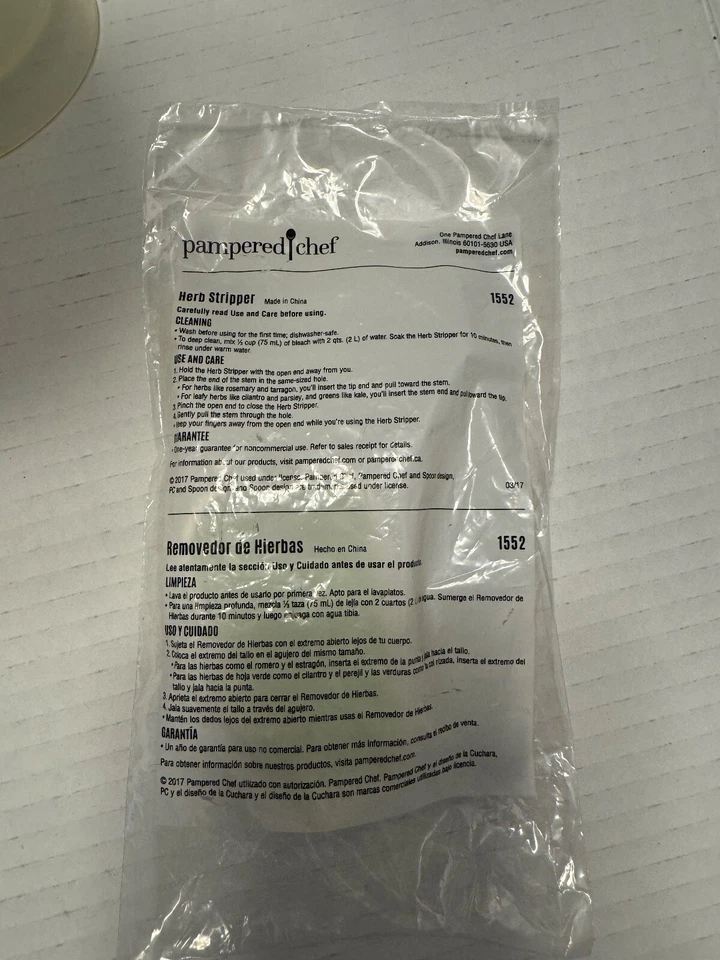 pampered chef
One Pampered Chef Lane
Addison, Illinois 60101-5630 USA
pamperedchef.com
Herb Stripper Made in China 1552
Carefully read Use and Care before using.
CLEANING
• Wash before using for the first time; dishwasher-safe.
• To deep clean, mix ⅓ cup (75 mL) of bleach with 2 qts. (2 L) of water. Soak the Herb Stripper for 10 minutes, then
rinse under warm water.
USE AND CARE
1. Hold the Herb Stripper with the open end away from you.
2. Place the end of the stem in the same-sized hole.
• For herbs like rosemary and tarragon, you'll insert the tip end and pull toward the stem.
• For leafy herbs like cilantro and parsley, and greens like kale, you'll insert the stem end and pull toward the tip.
3. Pinch the open end to close the Herb Stripper.
4. Gently pull the stem through the hole.
• Keep your fingers away from the open end while you're using the Herb Stripper.
GUARANTEE
• One-year guarantee for noncommercial use. Refer to sales receipt for details.
For information about our products, visit pamperedchef.com or pamperedchef.ca.
© 2017 Pampered Chef used under license. Pampered Chef, Pampered Chef and Spoon design,
PC and Spoon design, and Spoon design are trademarks used under license. 03/17
Removedor de Hierbas Hecho en China 1552
Lee atentamente la sección Uso y Cuidado antes de usar el producto.
LIMPIEZA
• Lava el producto antes de usarlo por primera vez. Apto para el lavaplatos.
• Para una limpieza profunda, mezcla ⅓ taza (75 mL) de lejía con 2 cuartos (2 L) agua. Sumerge el Removedor de
Hierbas durante 10 minutos y luego enjuaga con agua tibia.
USO Y CUIDADO
1. Sujeta el Removedor de Hierbas con el extremo abierto lejos de tu cuerpo.
2. Coloca el extremo del tallo en el agujero del mismo tamaño.
• Para las hierbas como el romero y el estragón, inserta el extremo de la punta y jala hacia el tallo.
• Para las hierbas de hoja verde como el cilantro y el perejil y las verduras como la col rizada, inserta el extremo del
tallo y jala hacia la punta.
3. Aprieta el extremo abierto para cerrar el Removedor de Hierbas.
4. Jala suavemente el tallo a través del agujero.
• Mantén los dedos lejos del extremo abierto mientras usas el Removedor de Hierbas.
GARANTÍA
• Un año de garantía para uso no comercial. Para obtener más información, consulta el recibo de venta.
Para obtener información sobre nuestros productos, visita pamperedchef.com.
© 2017 Pampered Chef utilizado con autorización. Pampered Chef, Pampered Chef y el diseño de la Cuchara,
PC y el diseño de la Cuchara y el diseño de la Cuchara son marcas comerciales utilizadas bajo licencia.